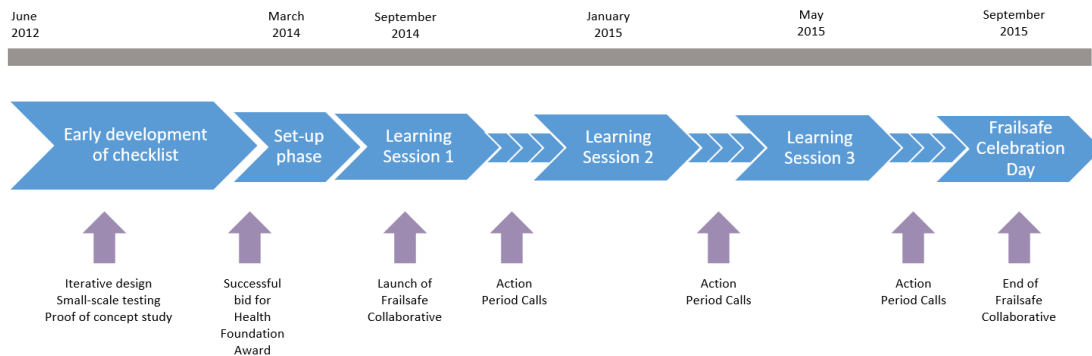 June
2012
March
2014
September
2014
January
2015
May
2015
September
2015
Early development
of checklist
Set-up
phase
Learning
Session 1
Learning
Session 2
Learning
Session 3
Frailsafe
Celebration
Day
Iterative design
Small-scale testing
Proof of concept study
Successful
bid for
Health
Foundation
Award
Launch of
Frailsafe
Collaborative
Action
Period Calls
Action
Period Calls
Action
Period Calls
End of
Frailsafe
Collaborative